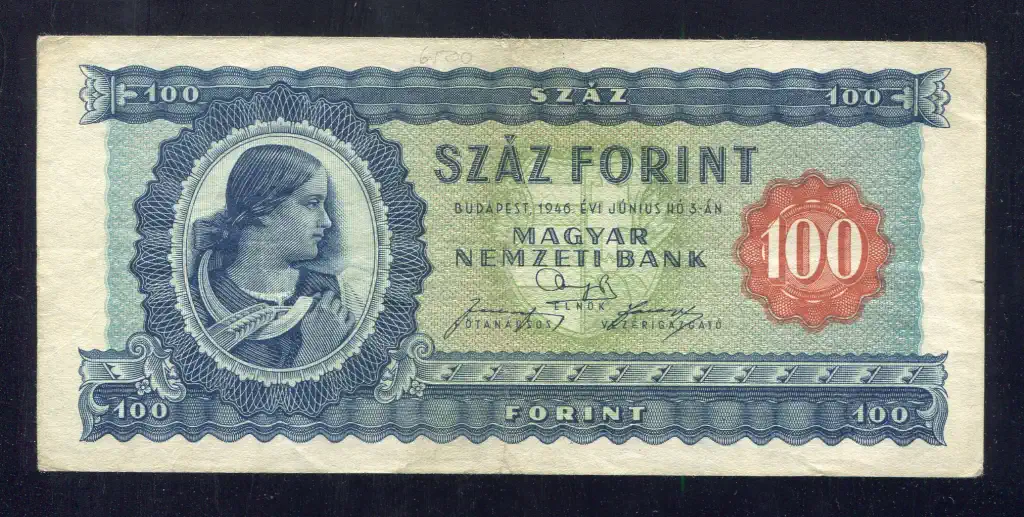 6500
100 SZÁZ 100
SZÁZ FORINT
BUDAPEST, 1946. ÉVI JÚNIUS HÓ 3-ÁN
MAGYAR
NEMZETI BANK
100
ELNÖK
FŐTANÁCSOS VEZÉRIGAZGATÓ
100 FORINT 100